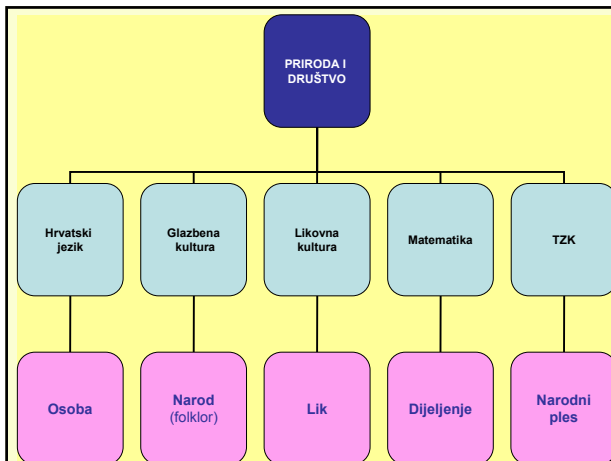 PRIRODA I
DRUŠTVO
Hrvatski
jezik
Glazbena
kultura
Likovna
kultura
Matematika
TZK
Osoba
Narod
(folklor)
Lik
Dijeljenje
Narodni
ples